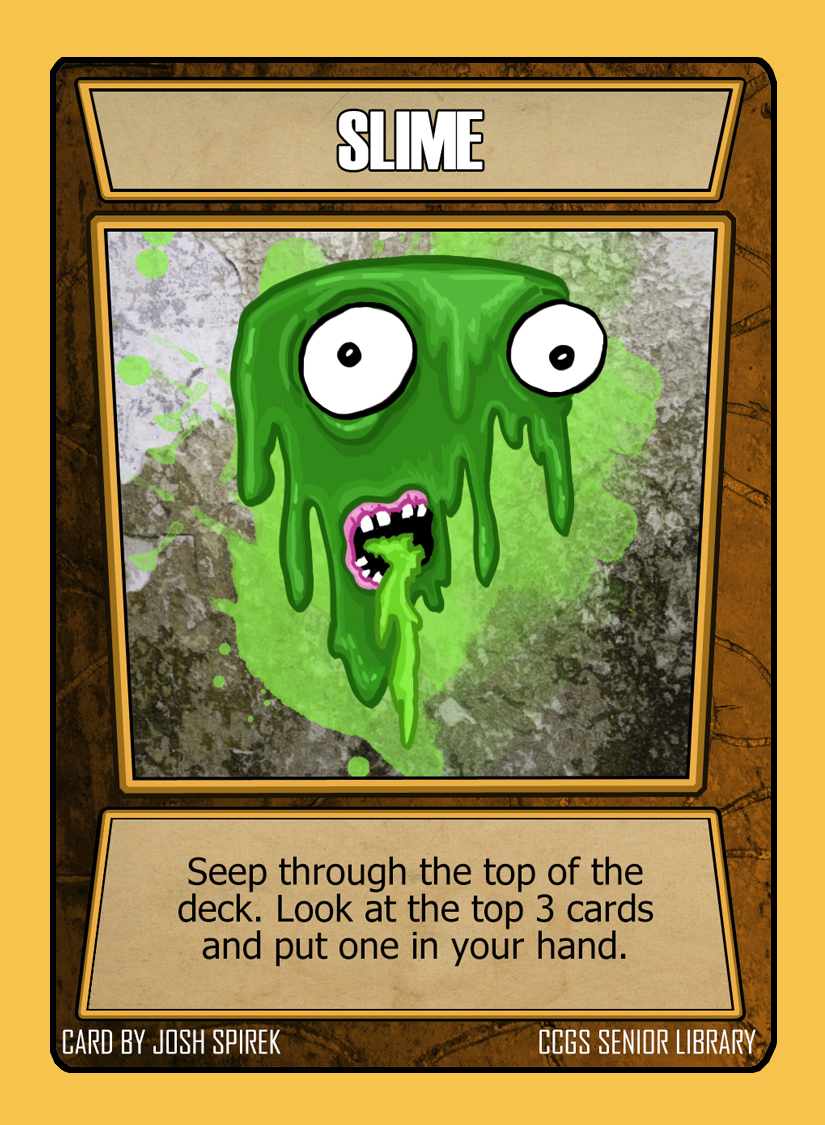 SLIME
Seep through the top of the
deck. Look at the top 3 cards
and put one in your hand.
CARD BY JOSH SPIREK
CCGS SENIOR LIBRARY